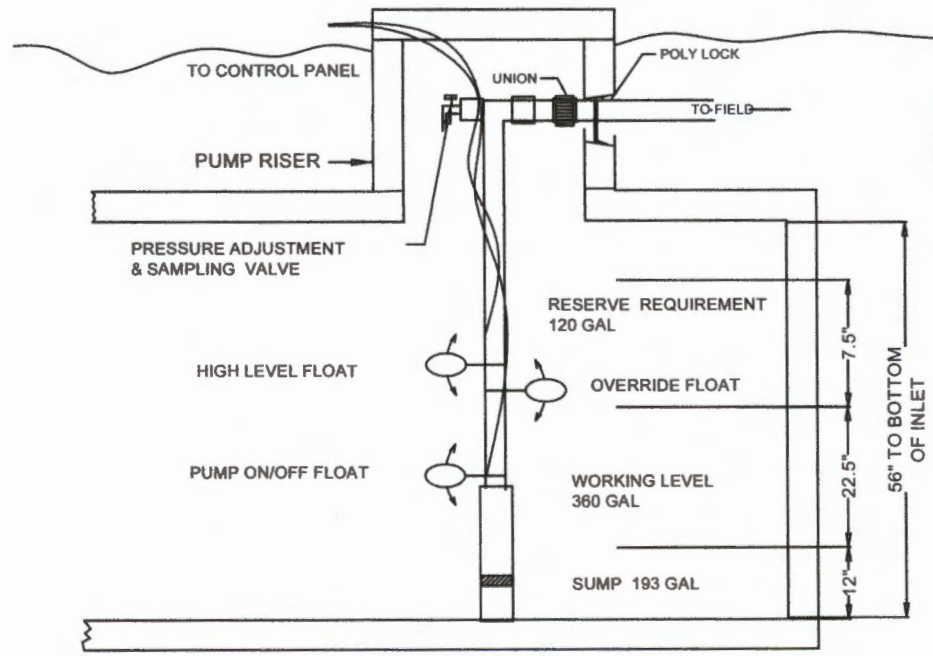 TO CONTROL PANEL
UNION
POLY LOCK
TO FIELD
PUMP RISER
PRESSURE ADJUSTMENT
& SAMPLING VALVE
RESERVE REQUIREMENT
120 GAL
7.5"
HIGH LEVEL FLOAT
OVERRIDE FLOAT
56" TO BOTTOM
OF INLET
PUMP ON/OFF FLOAT
WORKING LEVEL
360 GAL
22.5"
SUMP 193 GAL
12"